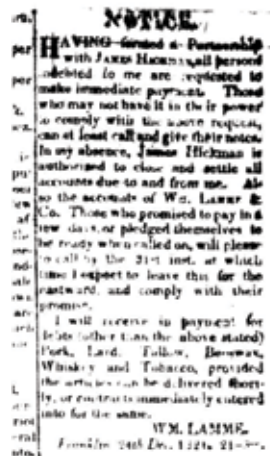 NOTICE.
HAVING formed a Partnership
with JAMES HICKMAN, all persons
indebted to me are requested to
make immediate payment. Those
who may not have it in their power
to comply with the above request,
can at least call and give their notes.
In my absence, James Hickman is
authorised to close and settle all
accounts due to and from me. Al-
so the accounts of WM. LAMME &
Co. Those who promised to pay in a
few days, or pledged themselves to
be ready when called on, will please
to call by the 31st inst. at which
time I expect to leave this for the
eastward, and comply with their
promise.
I will receive in payment for
debts (other than the above stated)
Pork, Lard, Tallow, Beeswax,
Whiskey and Tobacco, provided
the articles can be delivered short-
ly, or contracts immediately entered
into for the same.
WM. LAMME.
Franklin 24th Dec. 1824.